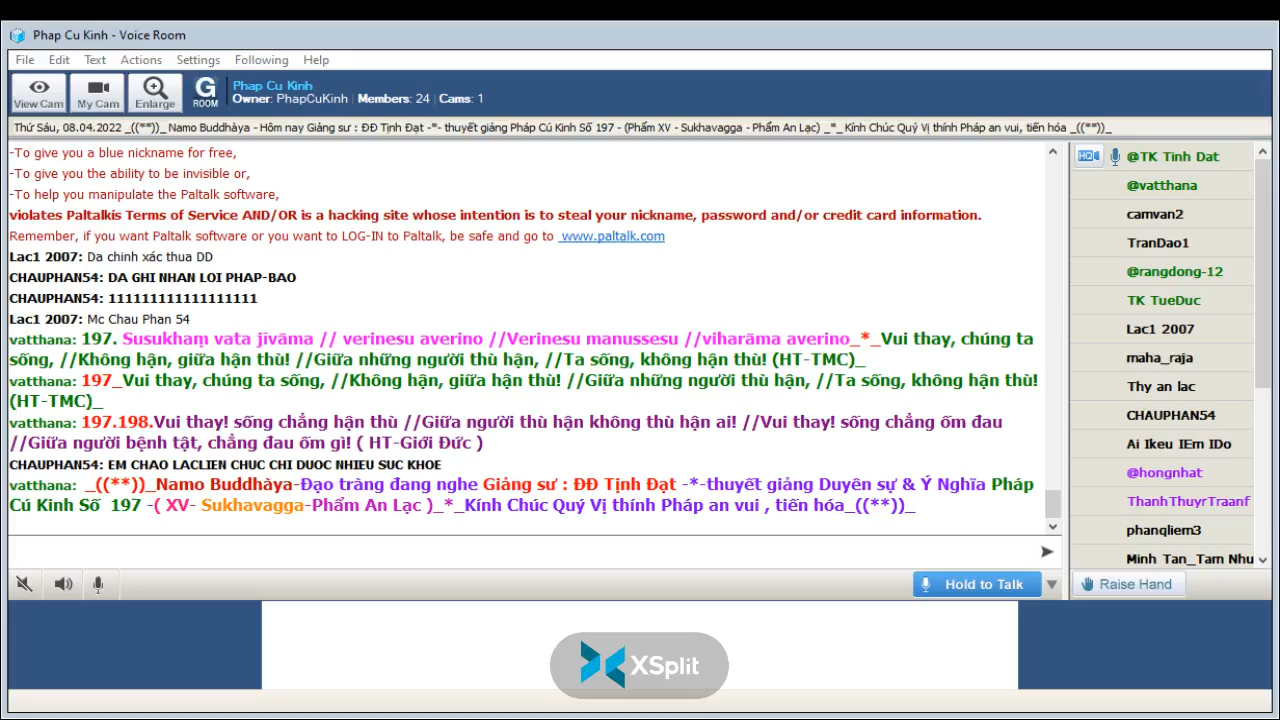 Phap Cu Kinh - Voice Room
File Edit Text Actions Settings Following Help
View Cam My Cam Enlarge G ROOM
Phap Cu Kinh
Owner: PhapCuKinh Members: 24 Cams: 1
Thứ Sáu, 08.04.2022 _((**))_ Namo Buddhàya - Hôm nay Giảng sư : ĐĐ Tịnh Đạt -*- thuyết giảng Pháp Cú Kinh Số 197 - (Phẩm XV - Sukhavagga - Phẩm An Lạc) _*_ Kính Chúc Quý Vị thính Pháp an vui, tiến hóa _((**))_
-To give you a blue nickname for free,
-To give you the ability to be invisible or,
-To help you manipulate the Paltalk software,
violates Paltalkís Terms of Service AND/OR is a hacking site whose intention is to steal your nickname, password and/or credit card information.
Remember, if you want Paltalk software or you want to LOG-IN to Paltalk, be safe and go to www.paltalk.com
Lac1 2007: Da chinh xác thua DD
CHAUPHAN54: DA GHI NHAN LOI PHAP-BAO
CHAUPHAN54: 1111111111111111111
Lac1 2007: Mc Chau Phan 54
vatthana: 197. Susukhaṃ vata jīvāma // verinesu averino //Verinesu manussesu //viharāma averino_*_Vui thay, chúng ta
sống, //Không hận, giữa hận thù! //Giữa những người thù hận, //Ta sống, không hận thù! (HT-TMC)_
vatthana: 197_Vui thay, chúng ta sống, //Không hận, giữa hận thù! //Giữa những người thù hận, //Ta sống, không hận thù!
(HT-TMC)_
vatthana: 197.198.Vui thay! sống chẳng hận thù //Giữa người thù hận không thù hận ai! //Vui thay! sống chẳng ốm đau
//Giữa người bệnh tật, chẳng đau ốm gì! ( HT-Giới Đức )
CHAUPHAN54: EM CHAO LACLIEN CHUC CHI DUOC NHIEU SUC KHOE
vatthana: _((**))_Namo Buddhàya-Đạo tràng đang nghe Giảng sư : ĐĐ Tịnh Đạt -*-thuyết giảng Duyên sự & Ý Nghĩa Pháp
Cú Kinh Số 197 -( XV- Sukhavagga-Phẩm An Lạc )_*_Kính Chúc Quý Vị thính Pháp an vui , tiến hóa_((**))_
Hold to Talk
HQ @TK Tinh Dat
@vatthana
camvan2
TranDao1
@rangdong-12
TK TueDuc
Lac1 2007
maha_raja
Thy an lac
CHAUPHAN54
Ai Ikeu IEm IDo
@hongnhat
ThanhThuyrTraanf
phanqliem3
Minh Tan_Tam Nhu
Raise Hand
XSplit